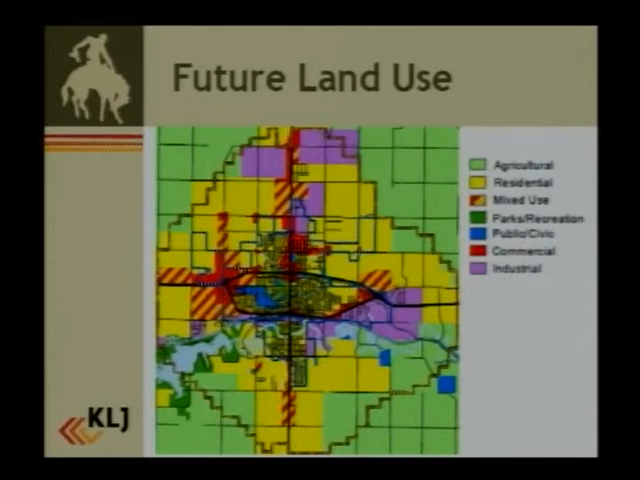 Future Land Use
Agricultural
Residential
Mixed Use
Parks/Recreation
Public/Civic
Commercial
Industrial
KLJ